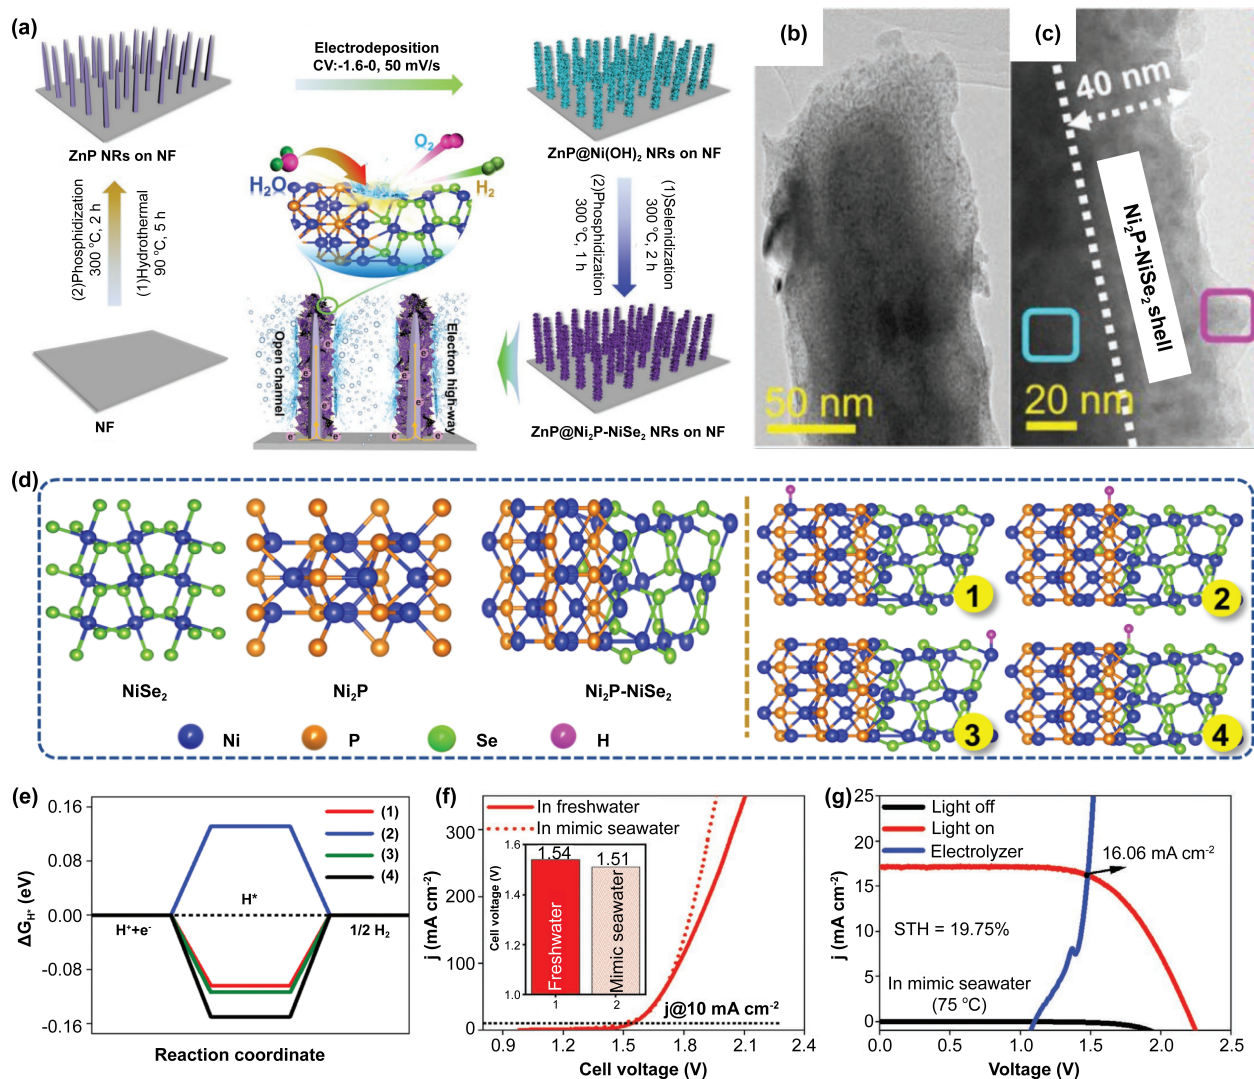 (a)
Electrodeposition
CV:-1.6-0, 50 mV/s
ZnP NRs on NF
ZnP@Ni(OH)₂ NRs on NF
(2)Phosphidization
300 °C, 2 h
(1)Hydrothermal
90 °C, 5 h
H₂O
O₂
H₂
(1)Selenidization
300 °C, 2 h
(2)Phosphidization
300 °C, 1 h
Open channel
Electron high-way
e⁻ e⁻ e⁻ e⁻
NF
ZnP@Ni₂P-NiSe₂ NRs on NF
(b)
50 nm
(c)
40 nm
Ni₂P-NiSe₂ shell
20 nm
(d)
NiSe₂
Ni₂P
Ni₂P-NiSe₂
Ni
P
Se
H
H
1
H
2
H
3
H
4
(e)
0.16
0.08
0.00
-0.08
-0.16
ΔG_H* (eV)
(1)
(2)
(3)
(4)
H*
H⁺+e⁻
1/2 H₂
Reaction coordinate
(f)
In freshwater
In mimic seawater
300
200
100
0
j (mA cm⁻²)
1.6
1.4
1.2
1.0
Cell voltage (V)
1.54
1.51
Freshwater
Mimic seawater
1
2
j@10 mA cm⁻²
0.9 1.2 1.5 1.8 2.1 2.4
Cell voltage (V)
(g)
25
20
15
10
5
0
j (mA cm⁻²)
Light off
Light on
Electrolyzer
16.06 mA cm⁻²
STH = 19.75%
In mimic seawater
(75 °C)
0.0 0.5 1.0 1.5 2.0 2.5
Voltage (V)